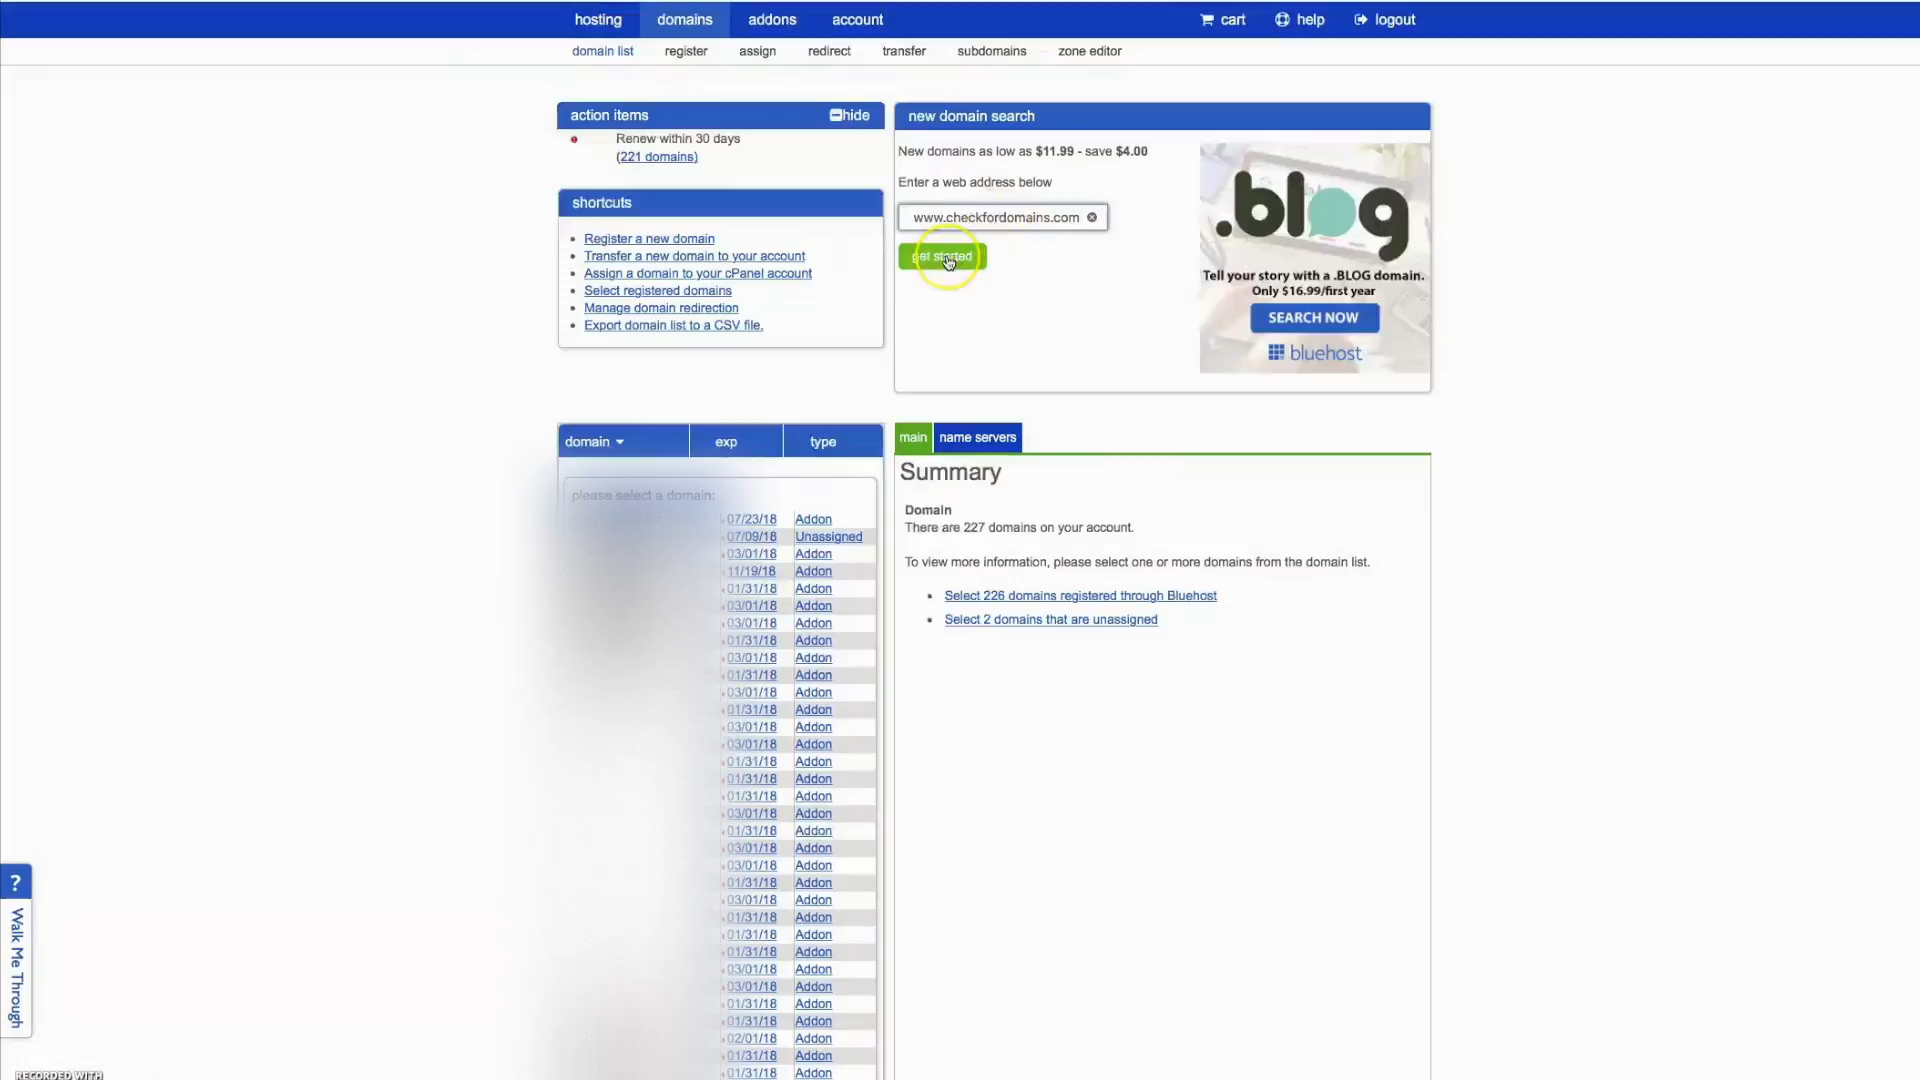 hosting domains addons account cart help logout
domain list register assign redirect transfer subdomains zone editor
action items hide
Renew within 30 days
(221 domains)
shortcuts
Register a new domain
Transfer a new domain to your account
Assign a domain to your cPanel account
Select registered domains
Manage domain redirection
Export domain list to a CSV file.
new domain search
New domains as low as $11.99 - save $4.00
Enter a web address below
www.checkfordomains.com
get started
.blog
Tell your story with a .BLOG domain.
Only $16.99/first year
SEARCH NOW
bluehost
domain exp type
please select a domain:
07/23/18 Addon
07/09/18 Unassigned
03/01/18 Addon
11/19/18 Addon
01/31/18 Addon
03/01/18 Addon
03/01/18 Addon
01/31/18 Addon
03/01/18 Addon
01/31/18 Addon
03/01/18 Addon
01/31/18 Addon
03/01/18 Addon
03/01/18 Addon
01/31/18 Addon
01/31/18 Addon
01/31/18 Addon
03/01/18 Addon
01/31/18 Addon
03/01/18 Addon
03/01/18 Addon
01/31/18 Addon
03/01/18 Addon
01/31/18 Addon
01/31/18 Addon
01/31/18 Addon
03/01/18 Addon
03/01/18 Addon
01/31/18 Addon
01/31/18 Addon
02/01/18 Addon
01/31/18 Addon
01/31/18 Addon
main name servers
Summary
Domain
There are 227 domains on your account.
To view more information, please select one or more domains from the domain list.
Select 226 domains registered through Bluehost
Select 2 domains that are unassigned
? Walk Me Through
RECORDED WITH